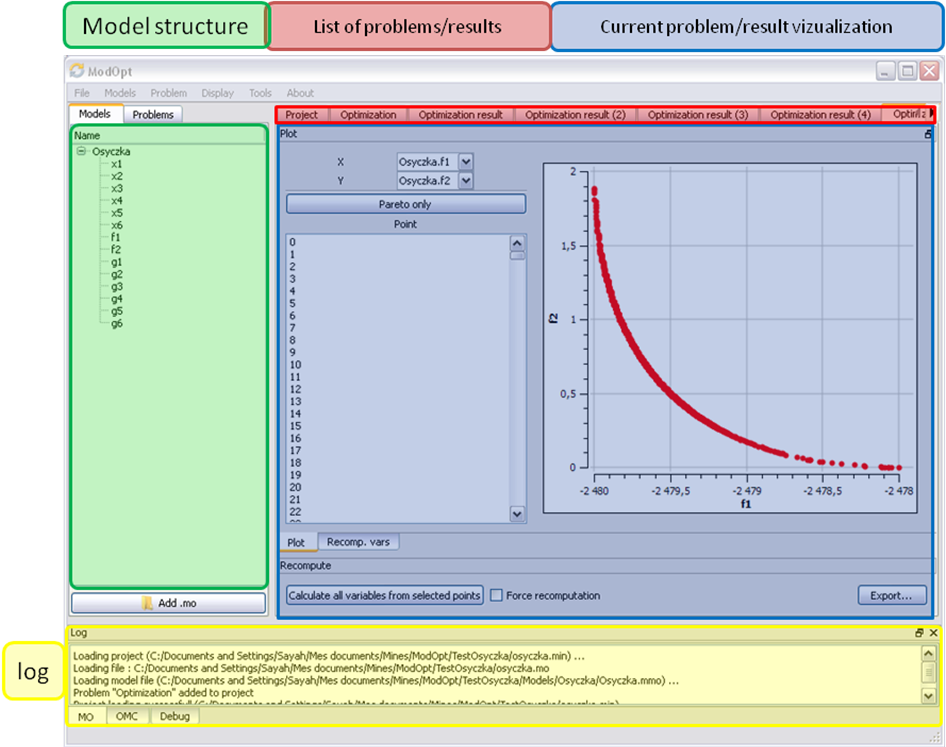 Model structure
List of problems/results
Current problem/result vizualization
ModOpt
File Models Problem Display Tools About
Models Problems
Project Optimization Optimization result Optimization result (2) Optimization result (3) Optimization result (4)
Name
Osyczka
x1
x2
x3
x4
x5
x6
f1
f2
g1
g2
g3
g4
g5
g6
Add .mo
Plot
X Osyczka.f1
Y Osyczka.f2
Pareto only
Point
0
1
2
3
4
5
6
7
8
9
10
11
12
13
14
15
16
17
18
19
20
21
22
2
1,5
1
0,5
0
f2
-2 480 -2 479,5 -2 479 -2 478,5 -2 478
f1
Plot Recomp. vars
Recompute
Calculate all variables from selected points Force recomputation Export...
log
Log
Loading project (C:/Documents and Settings/Sayah/Mes documents/Mines/ModOpt/TestOsyczka/osyczka.min) ...
Loading file : C:/Documents and Settings/Sayah/Mes documents/Mines/ModOpt/TestOsyczka/osyczka.mo
Loading model file (C:/Documents and Settings/Sayah/Mes documents/Mines/ModOpt/TestOsyczka/Models/Osyczka/Osyczka.mmo) ...
Problem "Optimization" added to project
MO OMC Debug